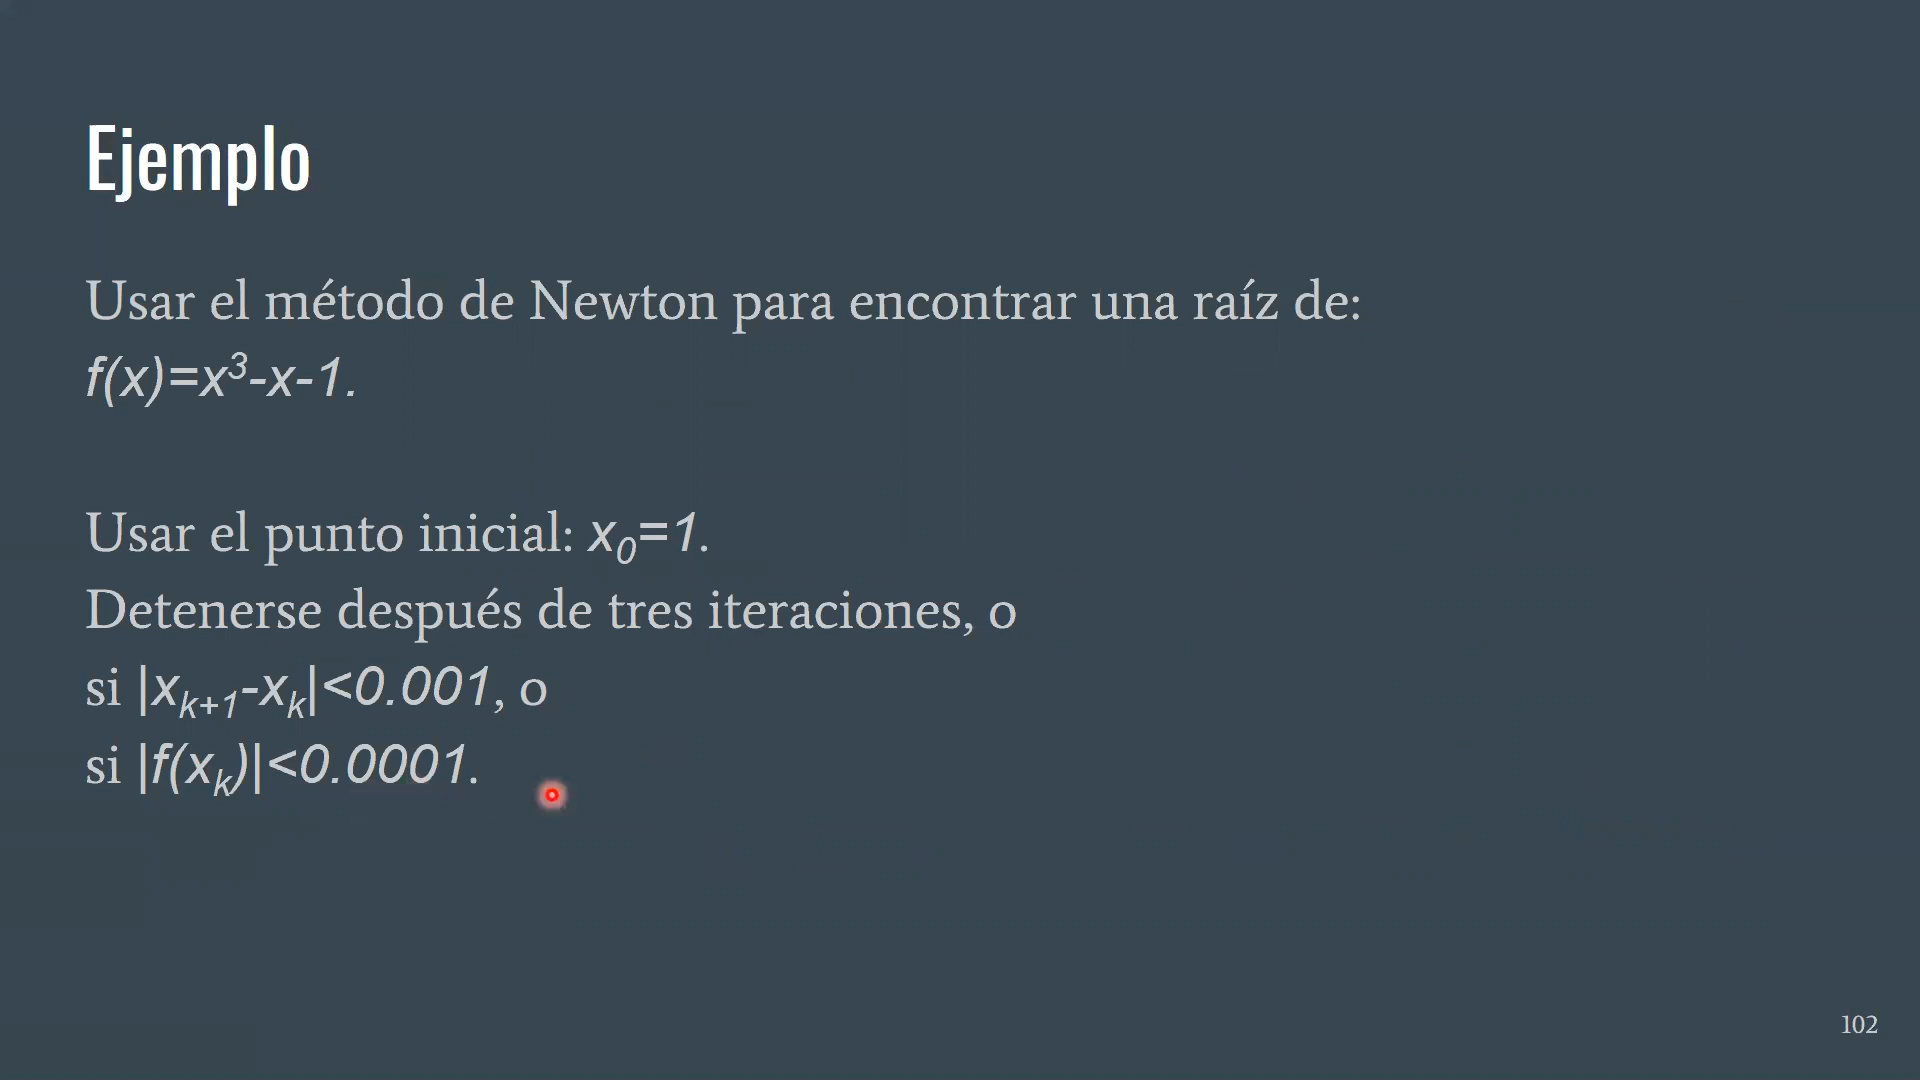 Ejemplo
Usar el método de Newton para encontrar una raíz de:
f(x)=x³-x-1.
Usar el punto inicial: x₀=1.
Detenerse después de tres iteraciones, o
si |xₖ₊₁-xₖ|<0.001, o
si |f(xₖ)|<0.0001.
102